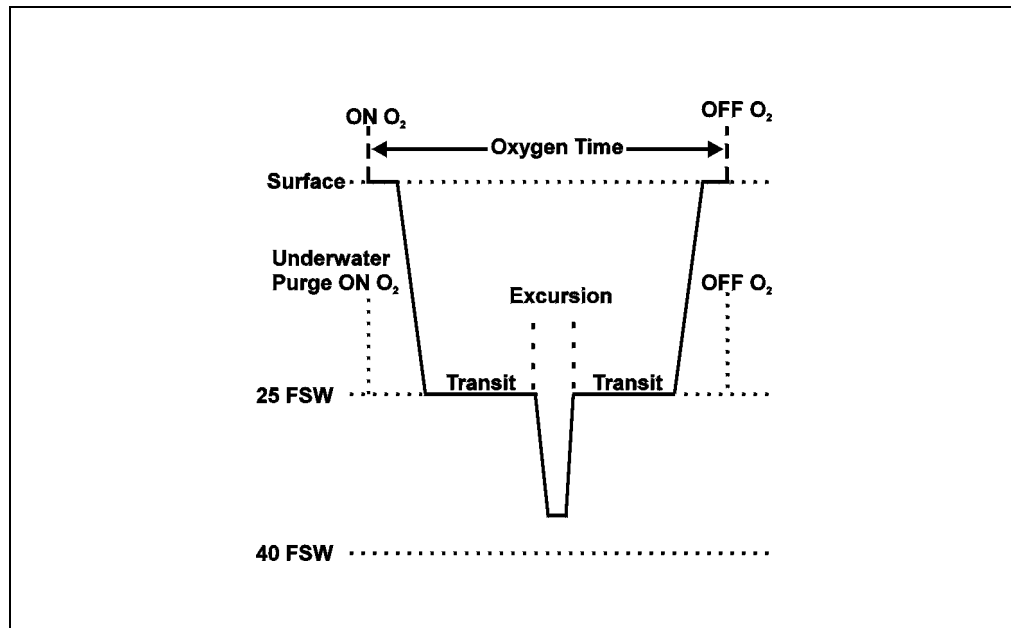 ON O₂
OFF O₂
Oxygen Time
Surface
Underwater
Purge ON O₂
OFF O₂
Excursion
Transit
Transit
25 FSW
40 FSW